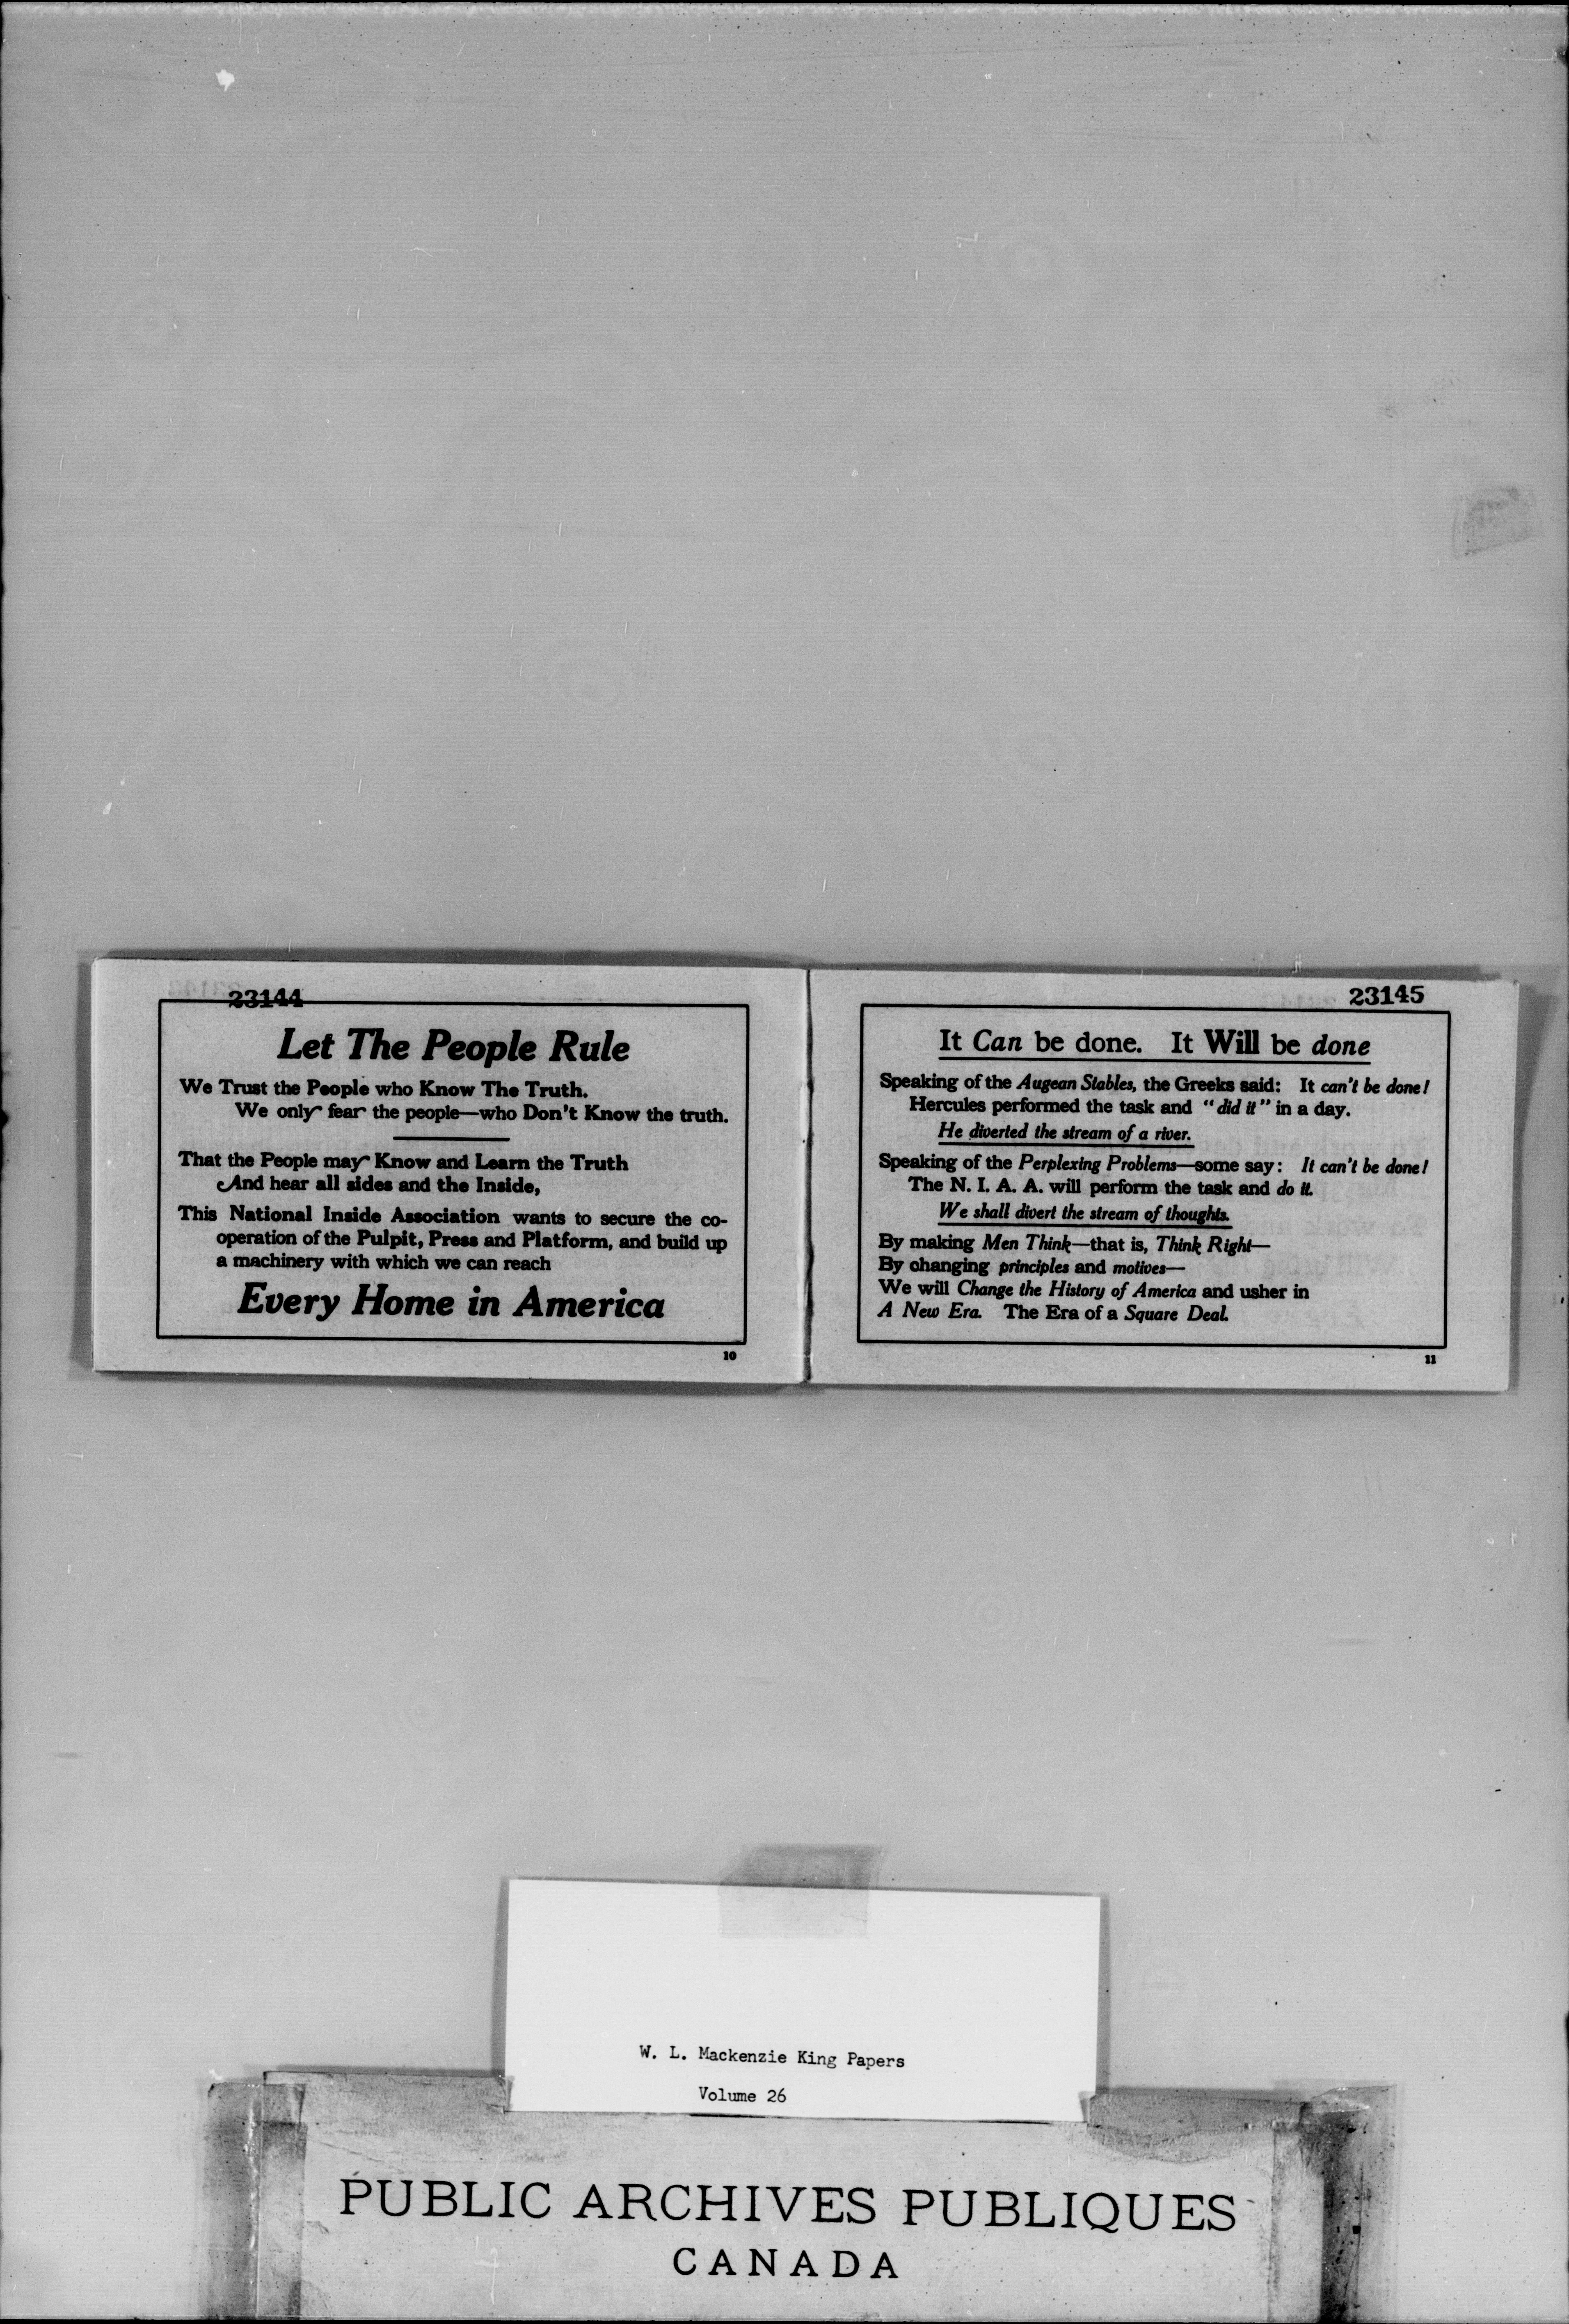 23144
Let The People Rule
We Trust the People who Know The Truth.
We only fear the people—who Don't Know the truth.
That the People may Know and Learn the Truth
And hear all sides and the Inside,
This National Inside Association wants to secure the co-
operation of the Pulpit, Press and Platform, and build up
a machinery with which we can reach
Every Home in America
10
23145
It Can be done. It Will be done
Speaking of the Augean Stables, the Greeks said: It can't be done!
Hercules performed the task and "did it" in a day.
He diverted the stream of a river.
Speaking of the Perplexing Problems—some say: It can't be done!
The N. I. A. A. will perform the task and do it.
We shall divert the stream of thoughts.
By making Men Think—that is, Think Right—
By changing principles and motives—
We will Change the History of America and usher in
A New Era. The Era of a Square Deal.
11
W. L. Mackenzie King Papers
Volume 26
PUBLIC ARCHIVES PUBLIQUES
CANADA